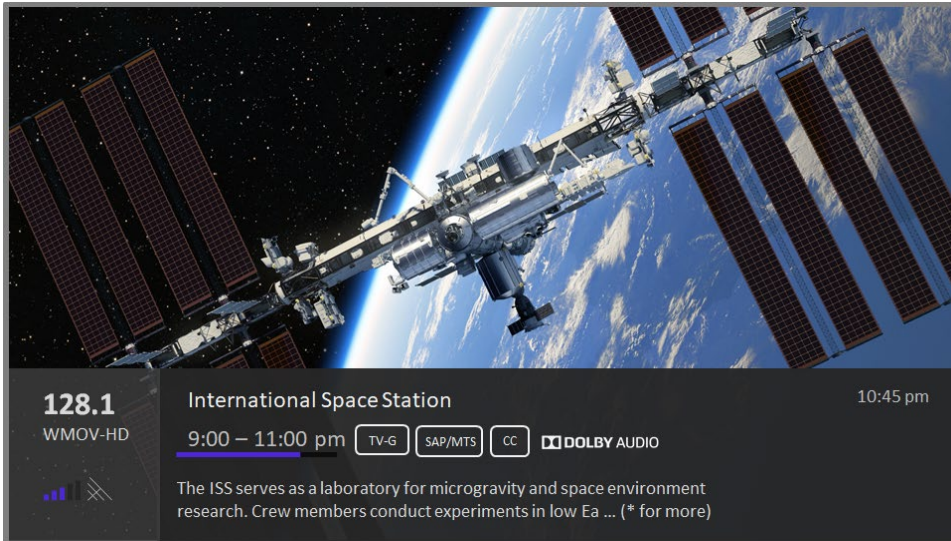 128.1
WMOV-HD
International Space Station
10:45 pm
9:00 – 11:00 pm TV-G SAP/MTS CC DOLBY AUDIO
The ISS serves as a laboratory for microgravity and space environment
research. Crew members conduct experiments in low Ea ... (* for more)